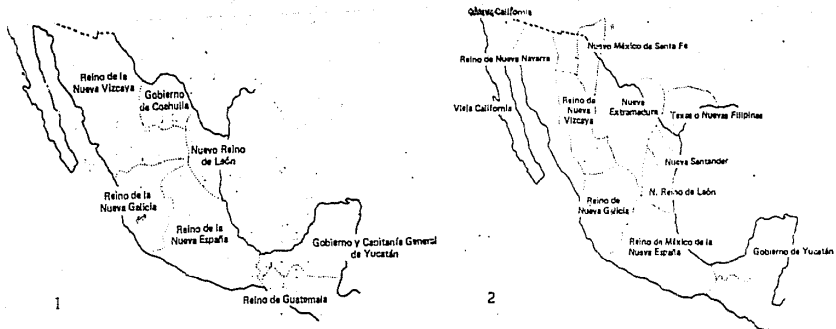 Reino de la
Nueva Vizcaya
Gobierno
de Coahuila
Nuevo Reino
de León
Reino de la
Nueva Galicia
Reino de la
Nueva España
Gobierno y Capitanía General
de Yucatán
Reino de Guatemala
1
California
Nuevo México de Santa Fe
Reino de Nueva Navarra
Vieja California
Reino de
Nueva
Vizcaya
Nueva
Extramadura
Texas o Nuevas Filipinas
Nueva Santander
N. Reino de León
Reino de
Nueva Galicia
Reino de México de la
Nueva España
Gobierno de Yucatán
2